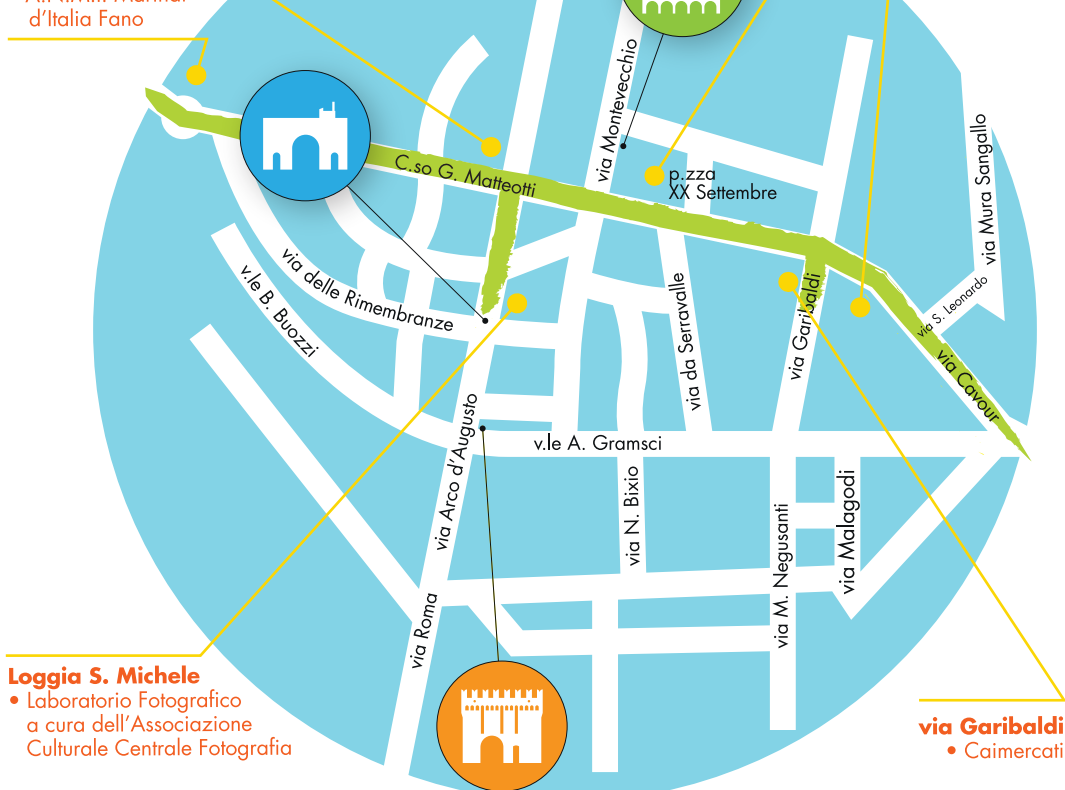 d'Italia Fano
via Montevecchio
C.so G. Matteotti
p.zza
XX Settembre
via Mura Sangallo
via delle Rimembranze
v.le B. Buozzi
via da Serravalle
via Garibaldi
via S. Leonardo
via Cavour
via Arco d'Augusto
v.le A. Gramsci
via N. Bixio
via M. Negusanti
via Malagodi
via Roma
Loggia S. Michele
• Laboratorio Fotografico
a cura dell'Associazione
Culturale Centrale Fotografia
via Garibaldi
• Caimercati